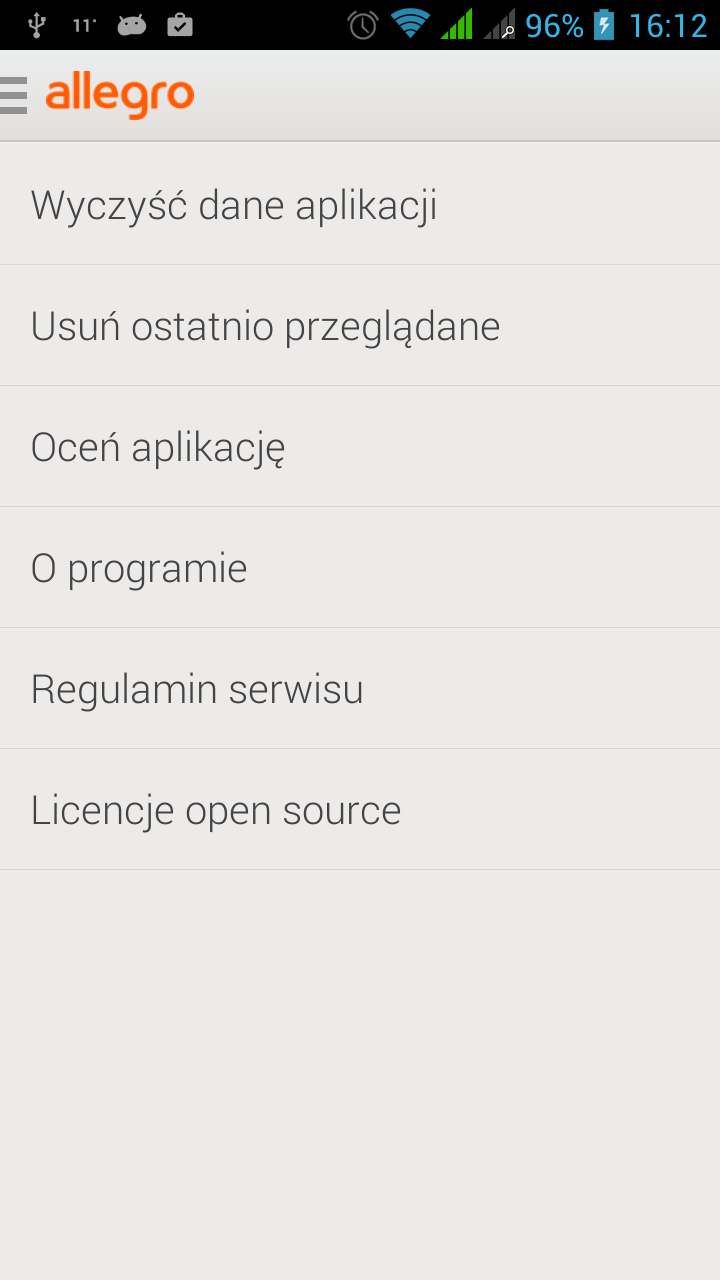 11° 96% 16:12
allegro
Wyczyść dane aplikacji
Usuń ostatnio przeglądane
Oceń aplikację
O programie
Regulamin serwisu
Licencje open source